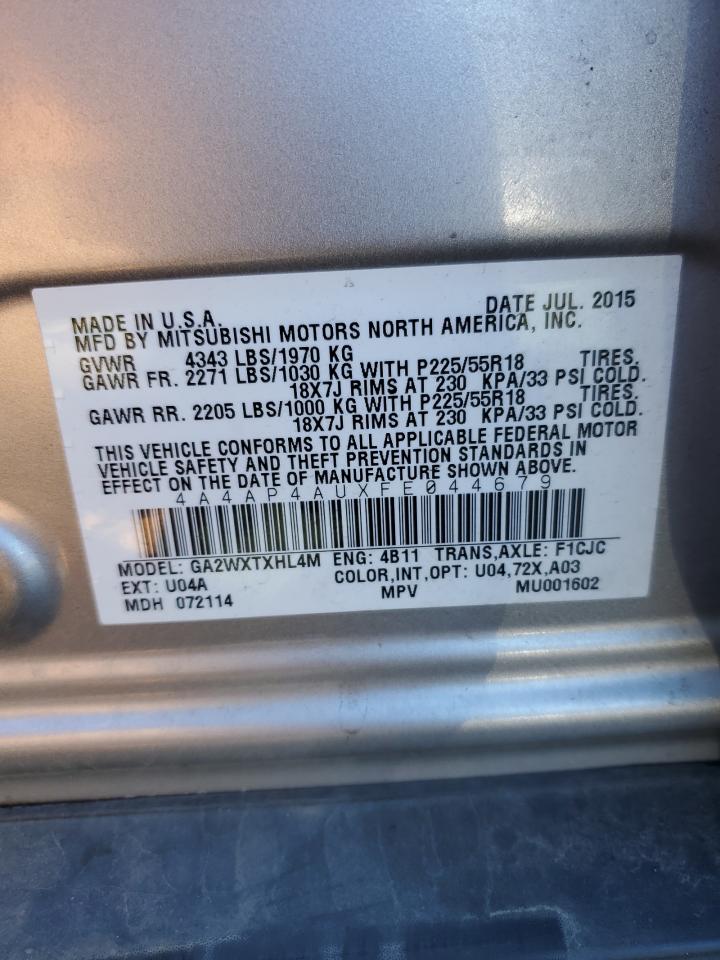 MADE IN U.S.A. DATE JUL. 2015
MFD BY MITSUBISHI MOTORS NORTH AMERICA, INC.
GVWR 4343 LBS/1970 KG
GAWR FR. 2271 LBS/1030 KG WITH P225/55R18 TIRES.
18X7J RIMS AT 230 KPA/33 PSI COLD.
GAWR RR. 2205 LBS/1000 KG WITH P225/55R18 TIRES.
18X7J RIMS AT 230 KPA/33 PSI COLD.
THIS VEHICLE CONFORMS TO ALL APPLICABLE FEDERAL MOTOR
VEHICLE SAFETY AND THEFT PREVENTION STANDARDS IN
EFFECT ON THE DATE OF MANUFACTURE SHOWN ABOVE.
4A4AP4AUXFE044679
MODEL: GA2WXTXHL4M ENG: 4B11 TRANS,AXLE: F1CJC
EXT: U04A COLOR,INT,OPT: U04,72X,A03
MDH 072114 MPV MU001602